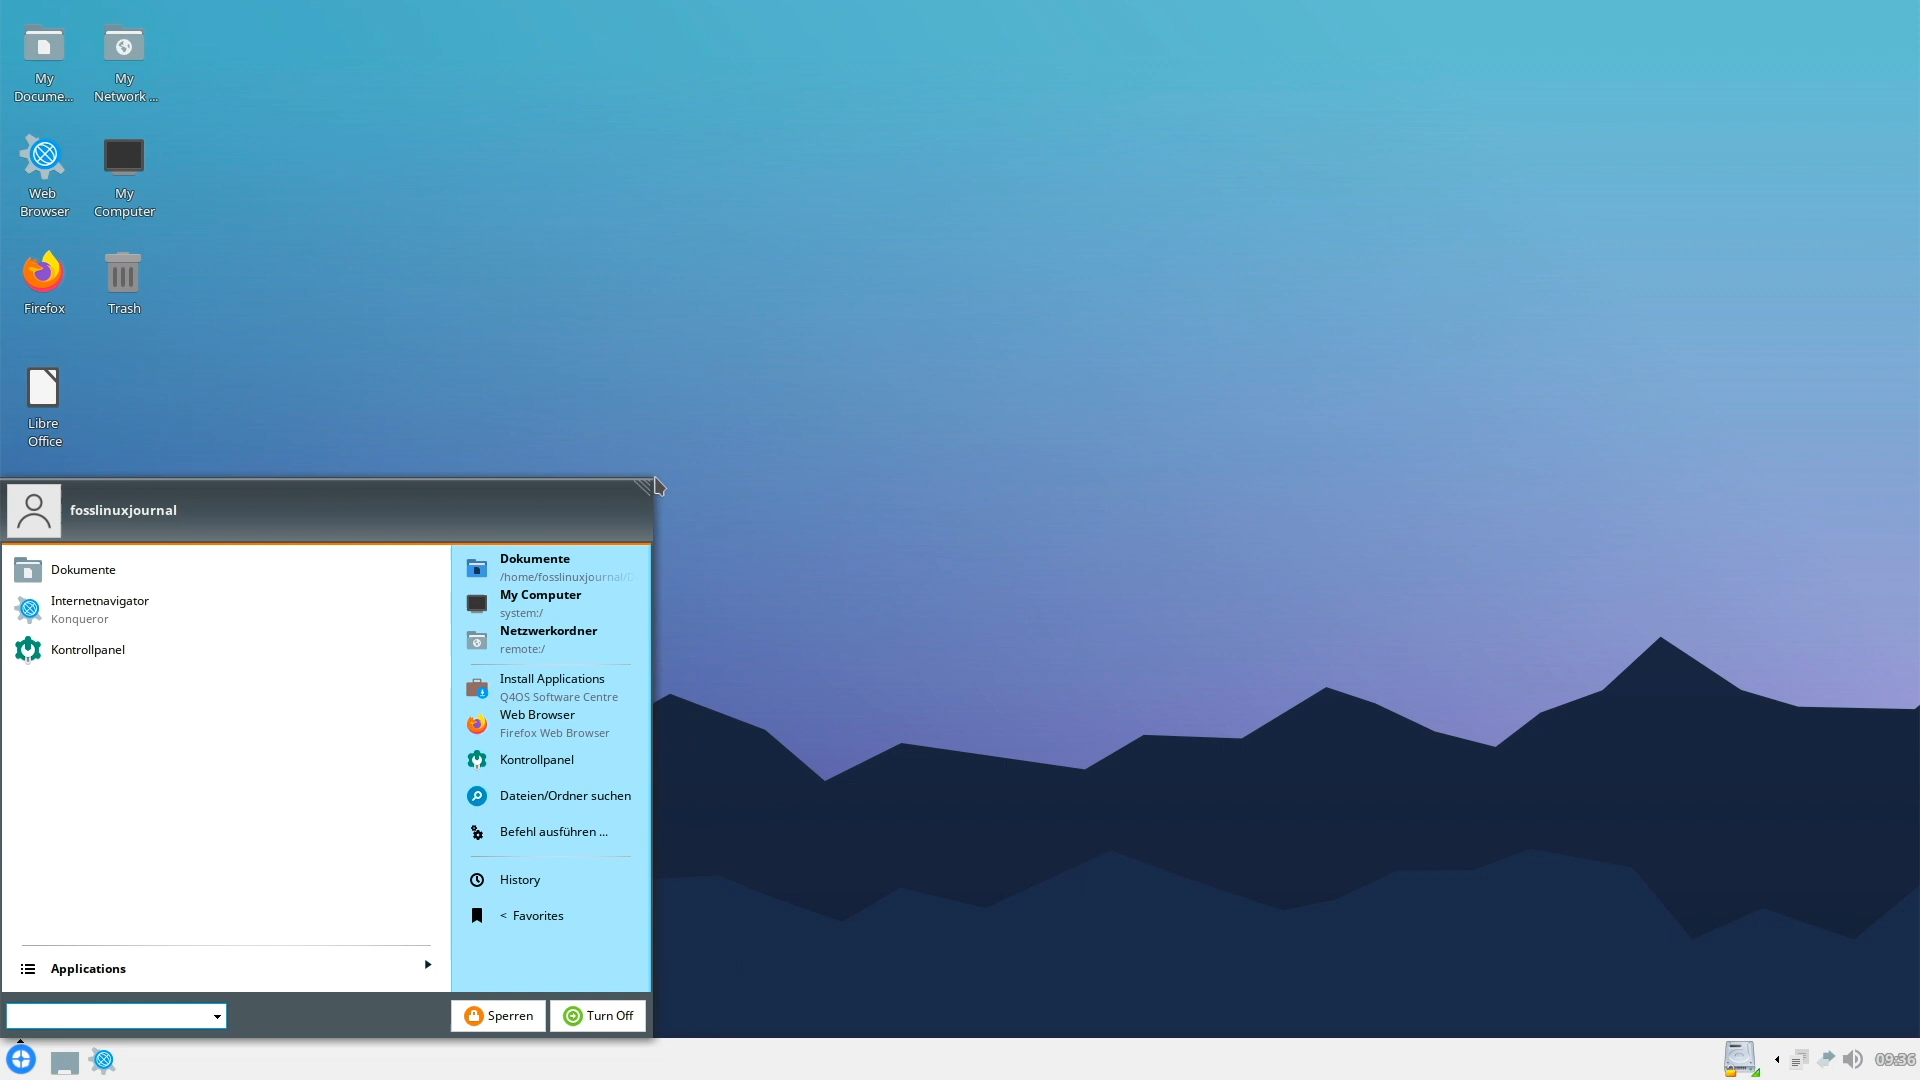 My
Docume...
My
Network ...
Web
Browser
My
Computer
Firefox
Trash
Libre
Office
fosslinuxjournal
Dokumente
Internetnavigator
Konqueror
Kontrollpanel
Applications
Dokumente
/home/fosslinuxjournal/D
My Computer
system:/
Netzwerkordner
remote:/
Install Applications
Q4OS Software Centre
Web Browser
Firefox Web Browser
Kontrollpanel
Dateien/Ordner suchen
Befehl ausführen ...
History
< Favorites
Sperren
Turn Off
09:36